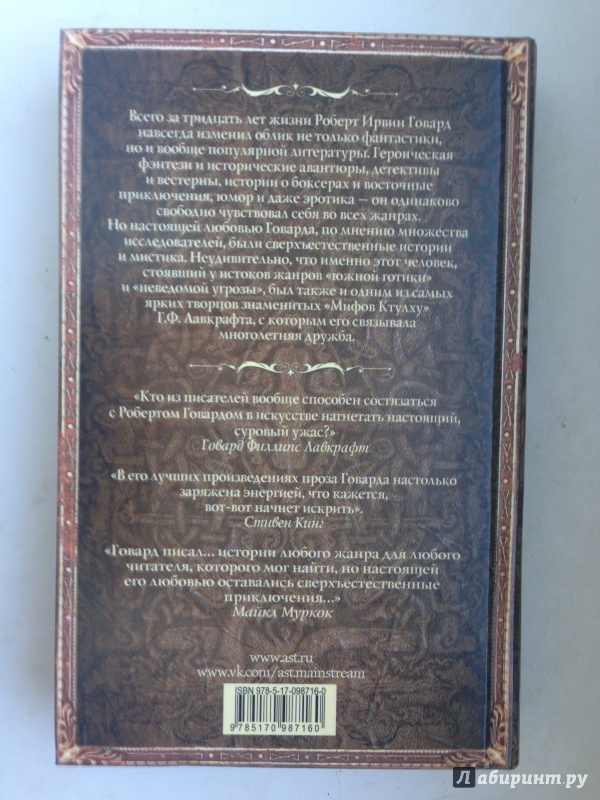 Всего за тридцать лет жизни Роберт Ирвин Говард
навсегда изменил облик не только фантастики,
но и вообще популярной литературы. Героическая
фэнтези и исторические авантюры, детективы
и вестерны, истории о боксерах и восточные
приключения, юмор и даже эротика — он одинаково
свободно чувствовал себя во всех жанрах.
Но настоящей любовью Говарда, по мнению множества
исследователей, были сверхъестественные истории
и мистика. Неудивительно, что именно этот человек,
стоявший у истоков жанров «южной готики»
и «неведомой угрозы», был также и одним из самых
ярких творцов знаменитых «Мифов Ктулху»
Г.Ф. Лавкрафта, с которым его связывала
многолетняя дружба.
«Кто из писателей вообще способен состязаться
с Робертом Говардом в искусстве нагнетать настоящий,
суровый ужас?»
Говард Филлипс Лавкрафт
«В его лучших произведениях проза Говарда настолько
заряжена энергией, что кажется,
вот-вот начнет искрить».
Стивен Кинг
«Говард писал... истории любого жанра для любого
читателя, которого мог найти, но настоящей
его любовью оставались сверхъестественные
приключения...»
Майкл Муркок
www.ast.ru
www.vk.com/ast.mainstream
ISBN 978-5-17-098716-0
9 785170 987160
Лабиринт.ру